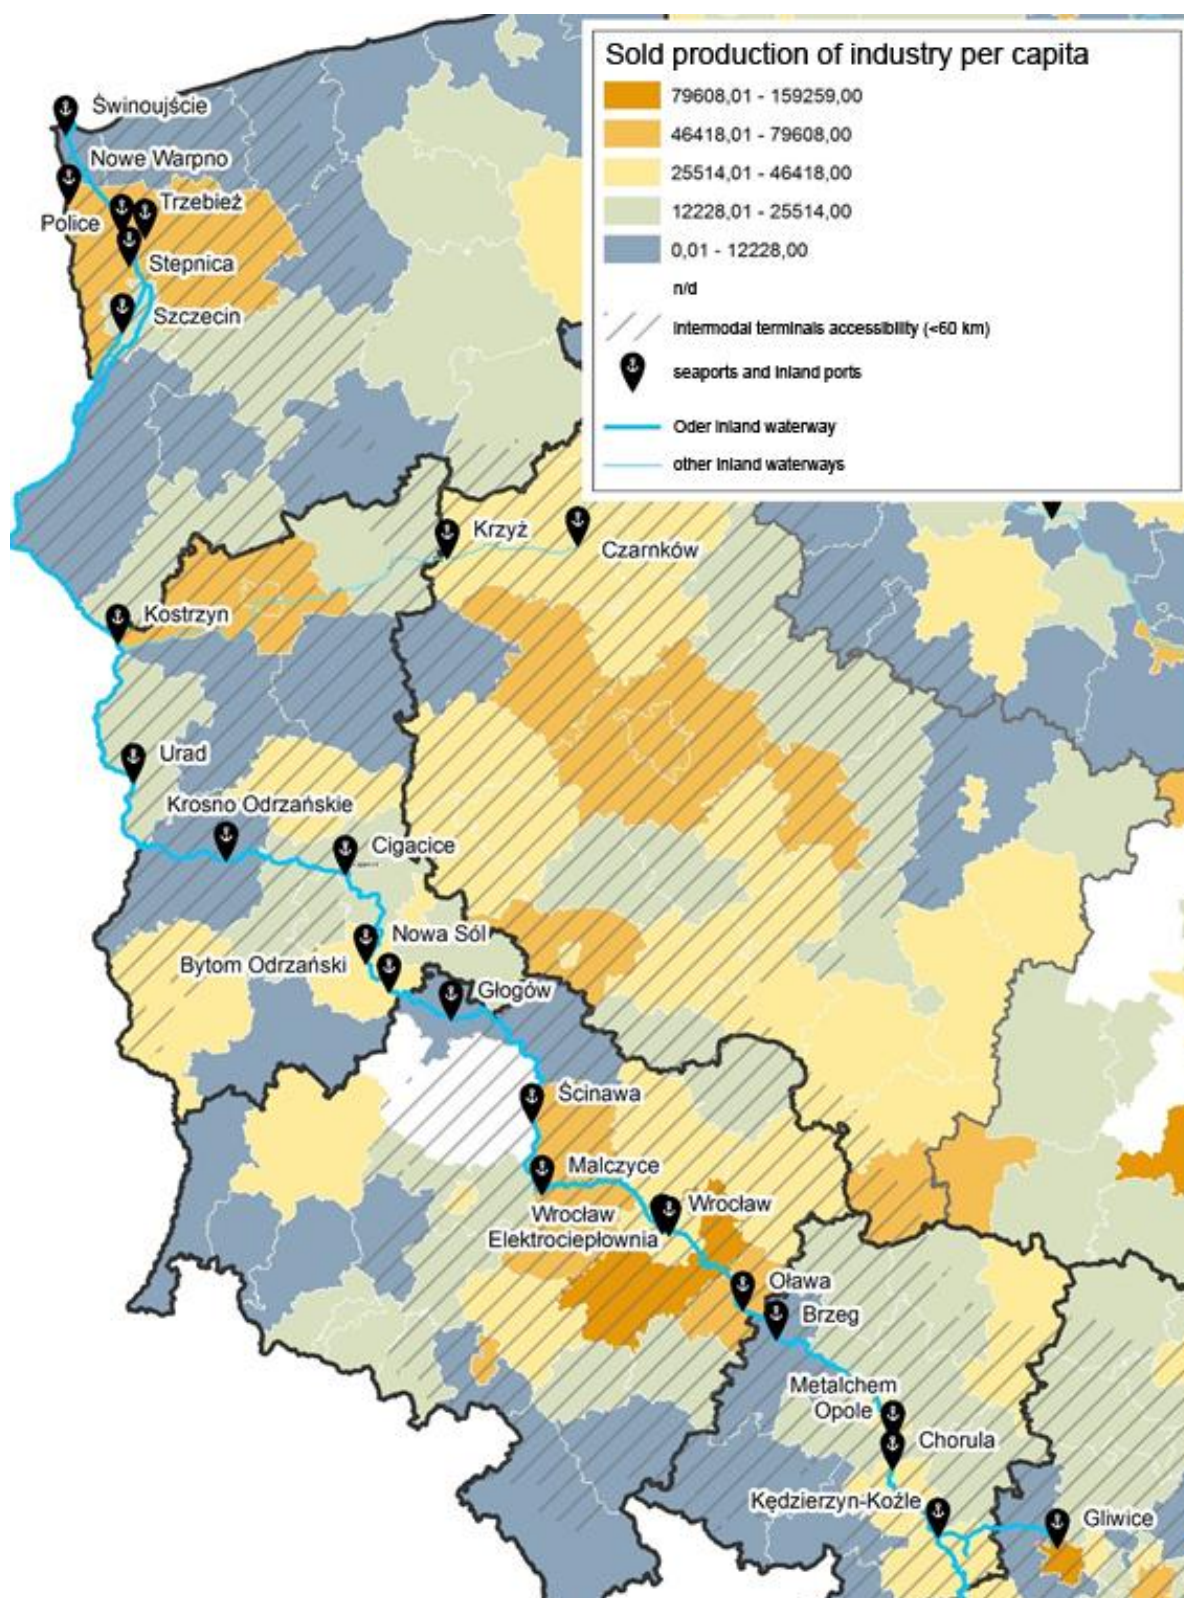 Sold production of industry per capita
79608,01 - 159259,00
46418,01 - 79608,00
25514,01 - 46418,00
12228,01 - 25514,00
0,01 - 12228,00
n/d
Intermodal terminals accessibility (<60 km)
seaports and inland ports
Oder inland waterway
other inland waterways
Świnoujście
Nowe Warpno
Trzebież
Police
Stepnica
Szczecin
Krzyż
Czarnków
Kostrzyn
Urad
Krosno Odrzańskie
Cigacice
Nowa Sól
Bytom Odrzański
Głogów
Ścinawa
Malczyce
Wrocław
Wrocław
Elektrociepłownia
Oława
Brzeg
Metalchem
Opole
Chorula
Kędzierzyn-Koźle
Gliwice